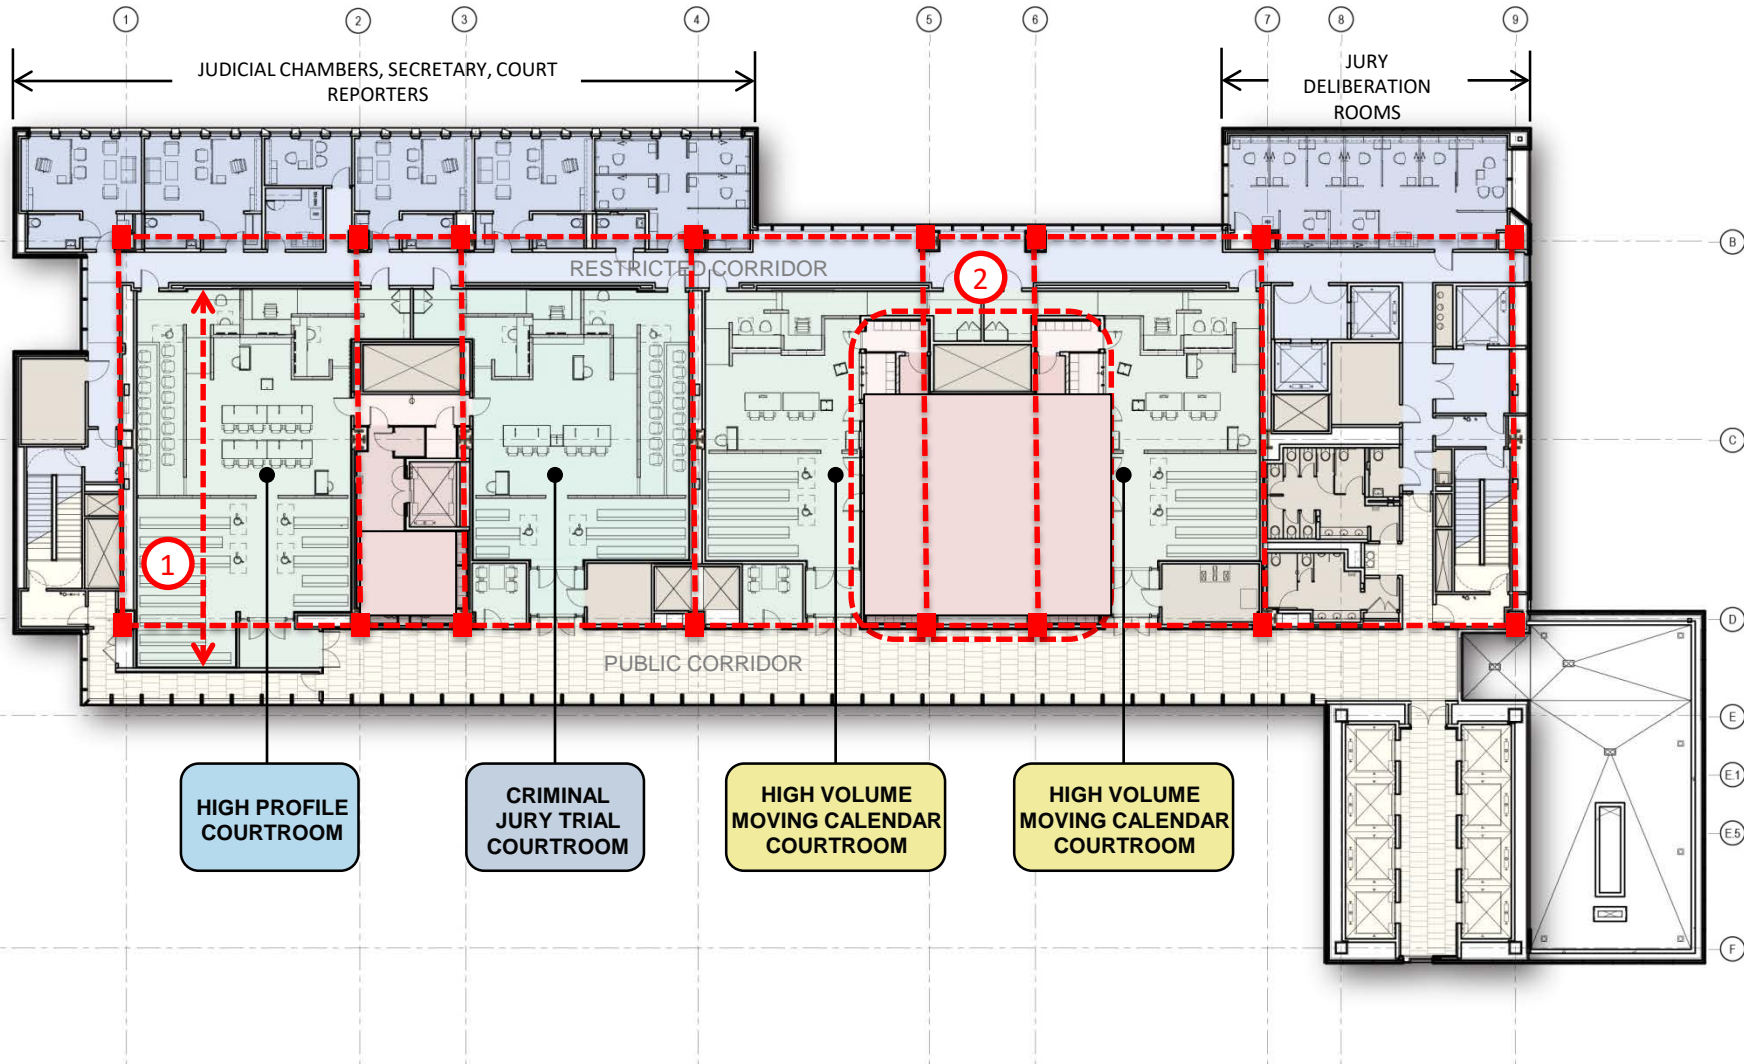 1 2 3 4 5 6 7 8 9
JUDICIAL CHAMBERS, SECRETARY, COURT
REPORTERS
JURY
DELIBERATION
ROOMS
B
RESTRICTED CORRIDOR
2
C
1
D
PUBLIC CORRIDOR
E
E.1
HIGH PROFILE
COURTROOM
CRIMINAL
JURY TRIAL
COURTROOM
HIGH VOLUME
MOVING CALENDAR
COURTROOM
HIGH VOLUME
MOVING CALENDAR
COURTROOM
E.5
F